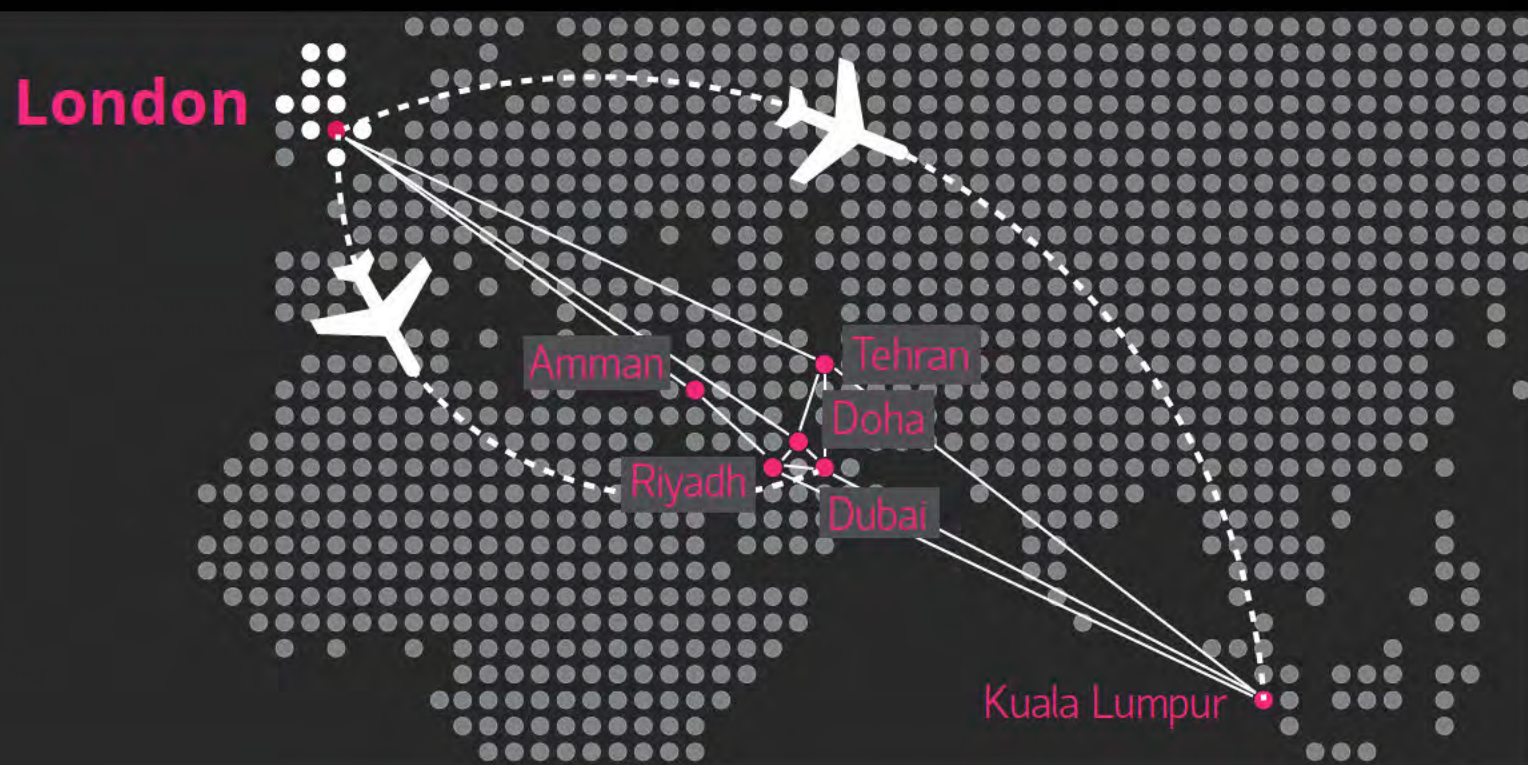 London
Amman
Tehran
Doha
Riyadh
Dubai
Kuala Lumpur